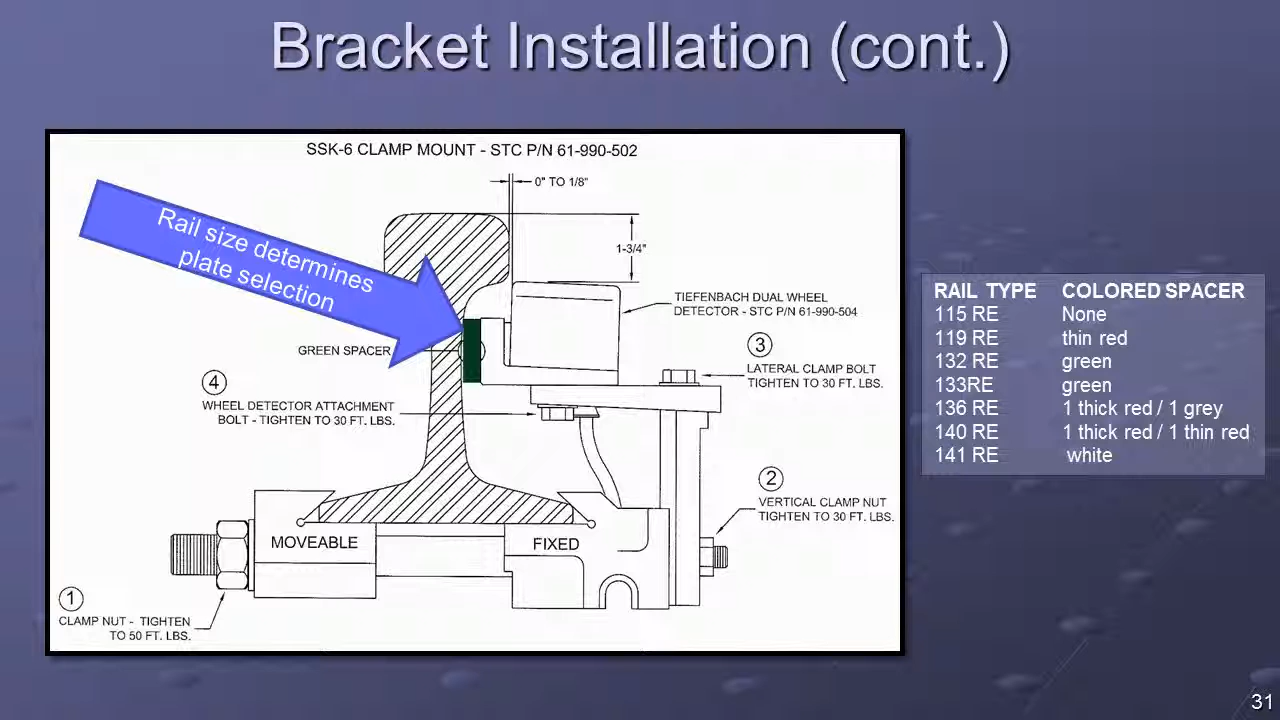 Bracket Installation (cont.)
SSK-6 CLAMP MOUNT - STC P/N 61-990-502
0" TO 1/8"
Rail size determines
plate selection
1-3/4"
TIEFENBACH DUAL WHEEL
DETECTOR - STC P/N 61-990-504
GREEN SPACER
3
LATERAL CLAMP BOLT
TIGHTEN TO 30 FT. LBS.
4
WHEEL DETECTOR ATTACHMENT
BOLT - TIGHTEN TO 30 FT. LBS.
2
VERTICAL CLAMP NUT
TIGHTEN TO 30 FT. LBS.
MOVEABLE
FIXED
1
CLAMP NUT - TIGHTEN
TO 50 FT. LBS.
RAIL TYPE COLORED SPACER
115 RE None
119 RE thin red
132 RE green
133RE green
136 RE 1 thick red / 1 grey
140 RE 1 thick red / 1 thin red
141 RE white
31